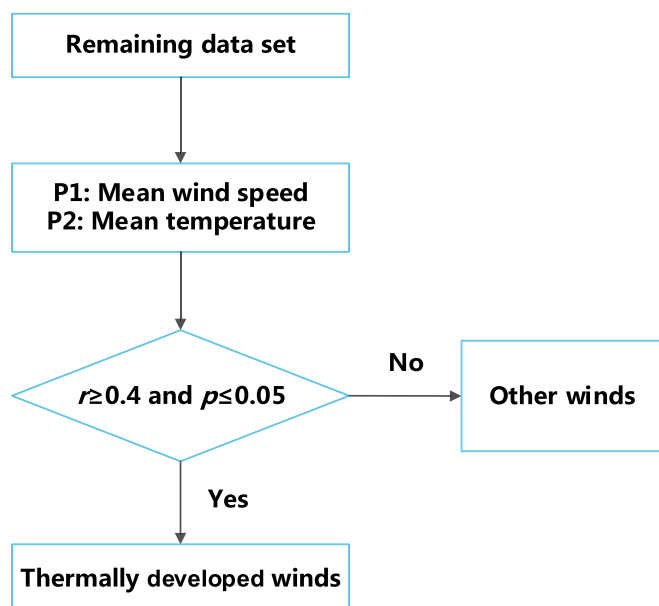 Remaining data set
P1: Mean wind speed
P2: Mean temperature
r≥0.4 and p≤0.05
No
Other winds
Yes
Thermally developed winds